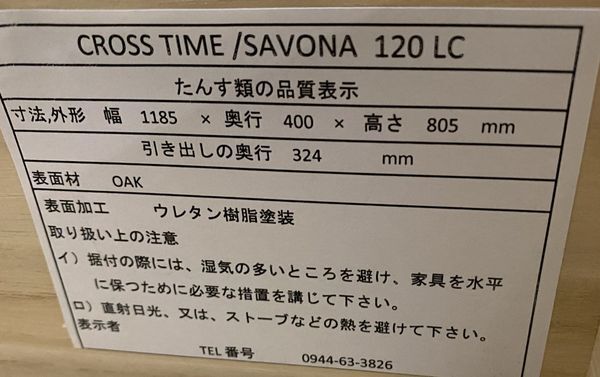 CROSS TIME /SAVONA 120 LC
たんす類の品質表示
寸法,外形 幅 1185 × 奥行 400 × 高さ 805 mm
引き出しの奥行 324 mm
表面材 OAK
表面加工 ウレタン樹脂塗装
取り扱い上の注意
イ）据付の際には、湿気の多いところを避け、家具を水平
に保つために必要な措置を講じて下さい。
ロ）直射日光、又は、ストーブなどの熱を避けて下さい。
表示者
TEL 番号 0944-63-3826